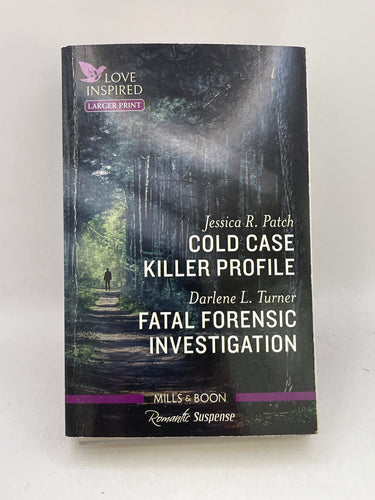 LOVE
INSPIRED
LARGER PRINT
Jessica R. Patch
COLD CASE
KILLER PROFILE
Darlene L. Turner
FATAL FORENSIC
INVESTIGATION
MILLS & BOON
Romantic Suspense